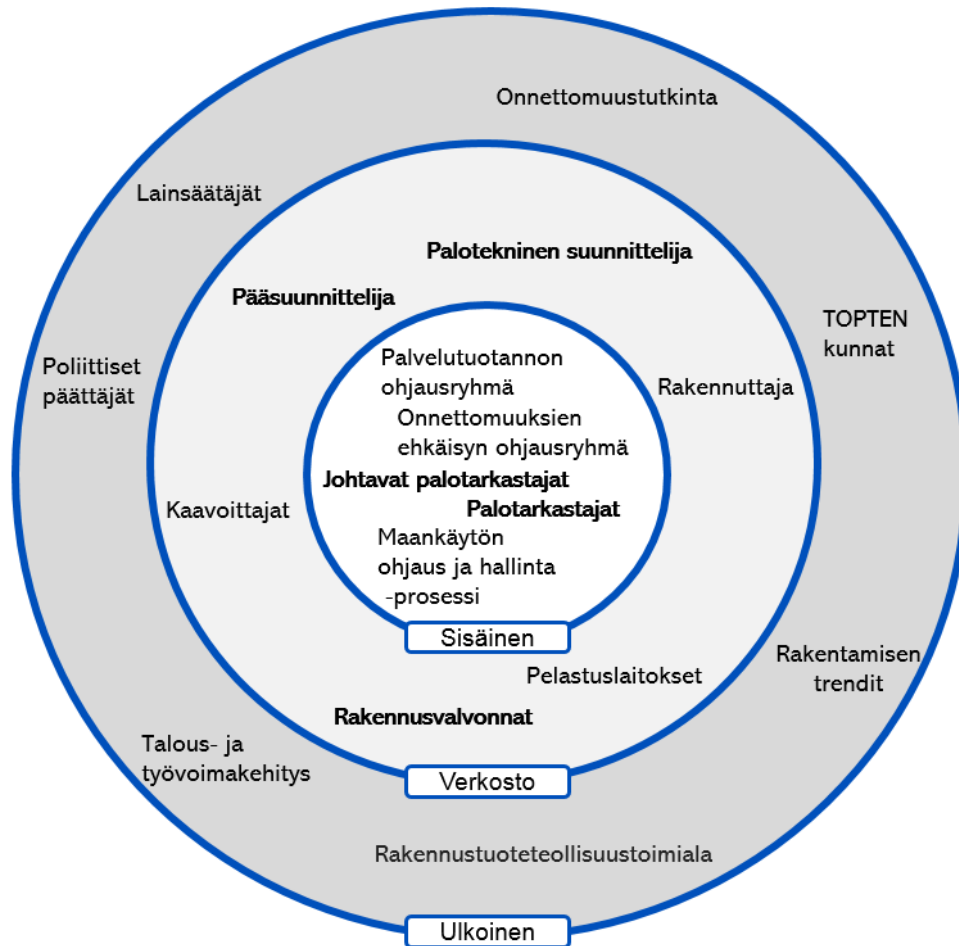 Onnettomuustutkinta
Lainsäätäjät
Palotekninen suunnittelija
Pääsuunnittelija
TOPTEN
kunnat
Poliittiset
päättäjät
Palvelutuotannon
ohjausryhmä
Rakennuttaja
Onnettomuuksien
ehkäisyn ohjausryhmä
Johtavat palotarkastajat
Kaavoittajat
Palotarkastajat
Maankäytön
ohjaus ja hallinta
-prosessi
Sisäinen
Rakentamisen
trendit
Pelastuslaitokset
Rakennusvalvonnat
Talous- ja
työvoimakehitys
Verkosto
Rakennustuoteteollisuustoimiala
Ulkoinen